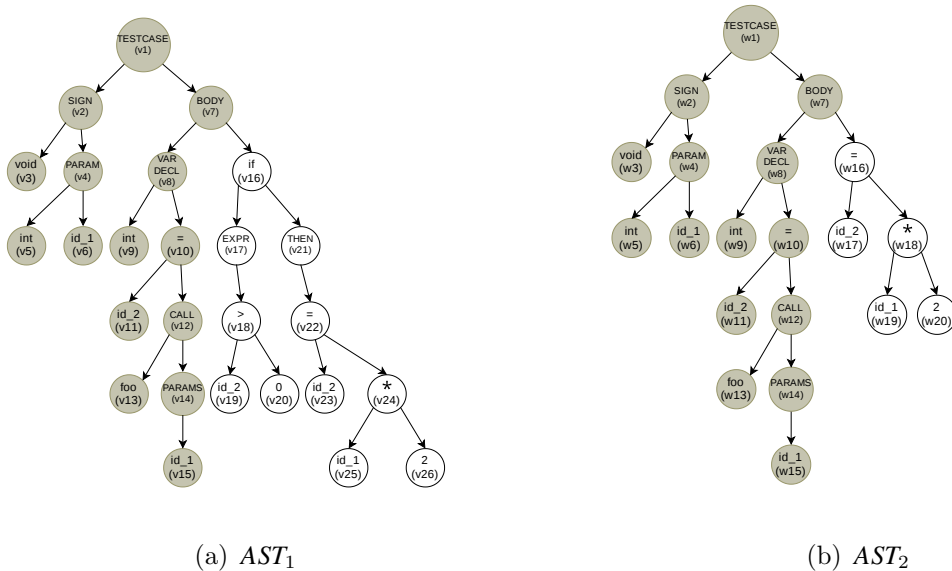 TESTCASE
(v1)
SIGN
(v2)
BODY
(v7)
void
(v3)
PARAM
(v4)
VAR
DECL
(v8)
if
(v16)
int
(v5)
id_1
(v6)
int
(v9)
=
(v10)
EXPR
(v17)
THEN
(v21)
id_2
(v11)
CALL
(v12)
>
(v18)
=
(v22)
foo
(v13)
PARAMS
(v14)
id_2
(v19)
0
(v20)
id_2
(v23)
*
(v24)
id_1
(v15)
id_1
(v25)
2
(v26)
(a) AST1
TESTCASE
(w1)
SIGN
(w2)
BODY
(w7)
void
(w3)
PARAM
(w4)
VAR
DECL
(w8)
=
(w16)
int
(w5)
id_1
(w6)
int
(w9)
=
(w10)
id_2
(w17)
*
(w18)
id_2
(w11)
CALL
(w12)
id_1
(w19)
2
(w20)
foo
(w13)
PARAMS
(w14)
id_1
(w15)
(b) AST2